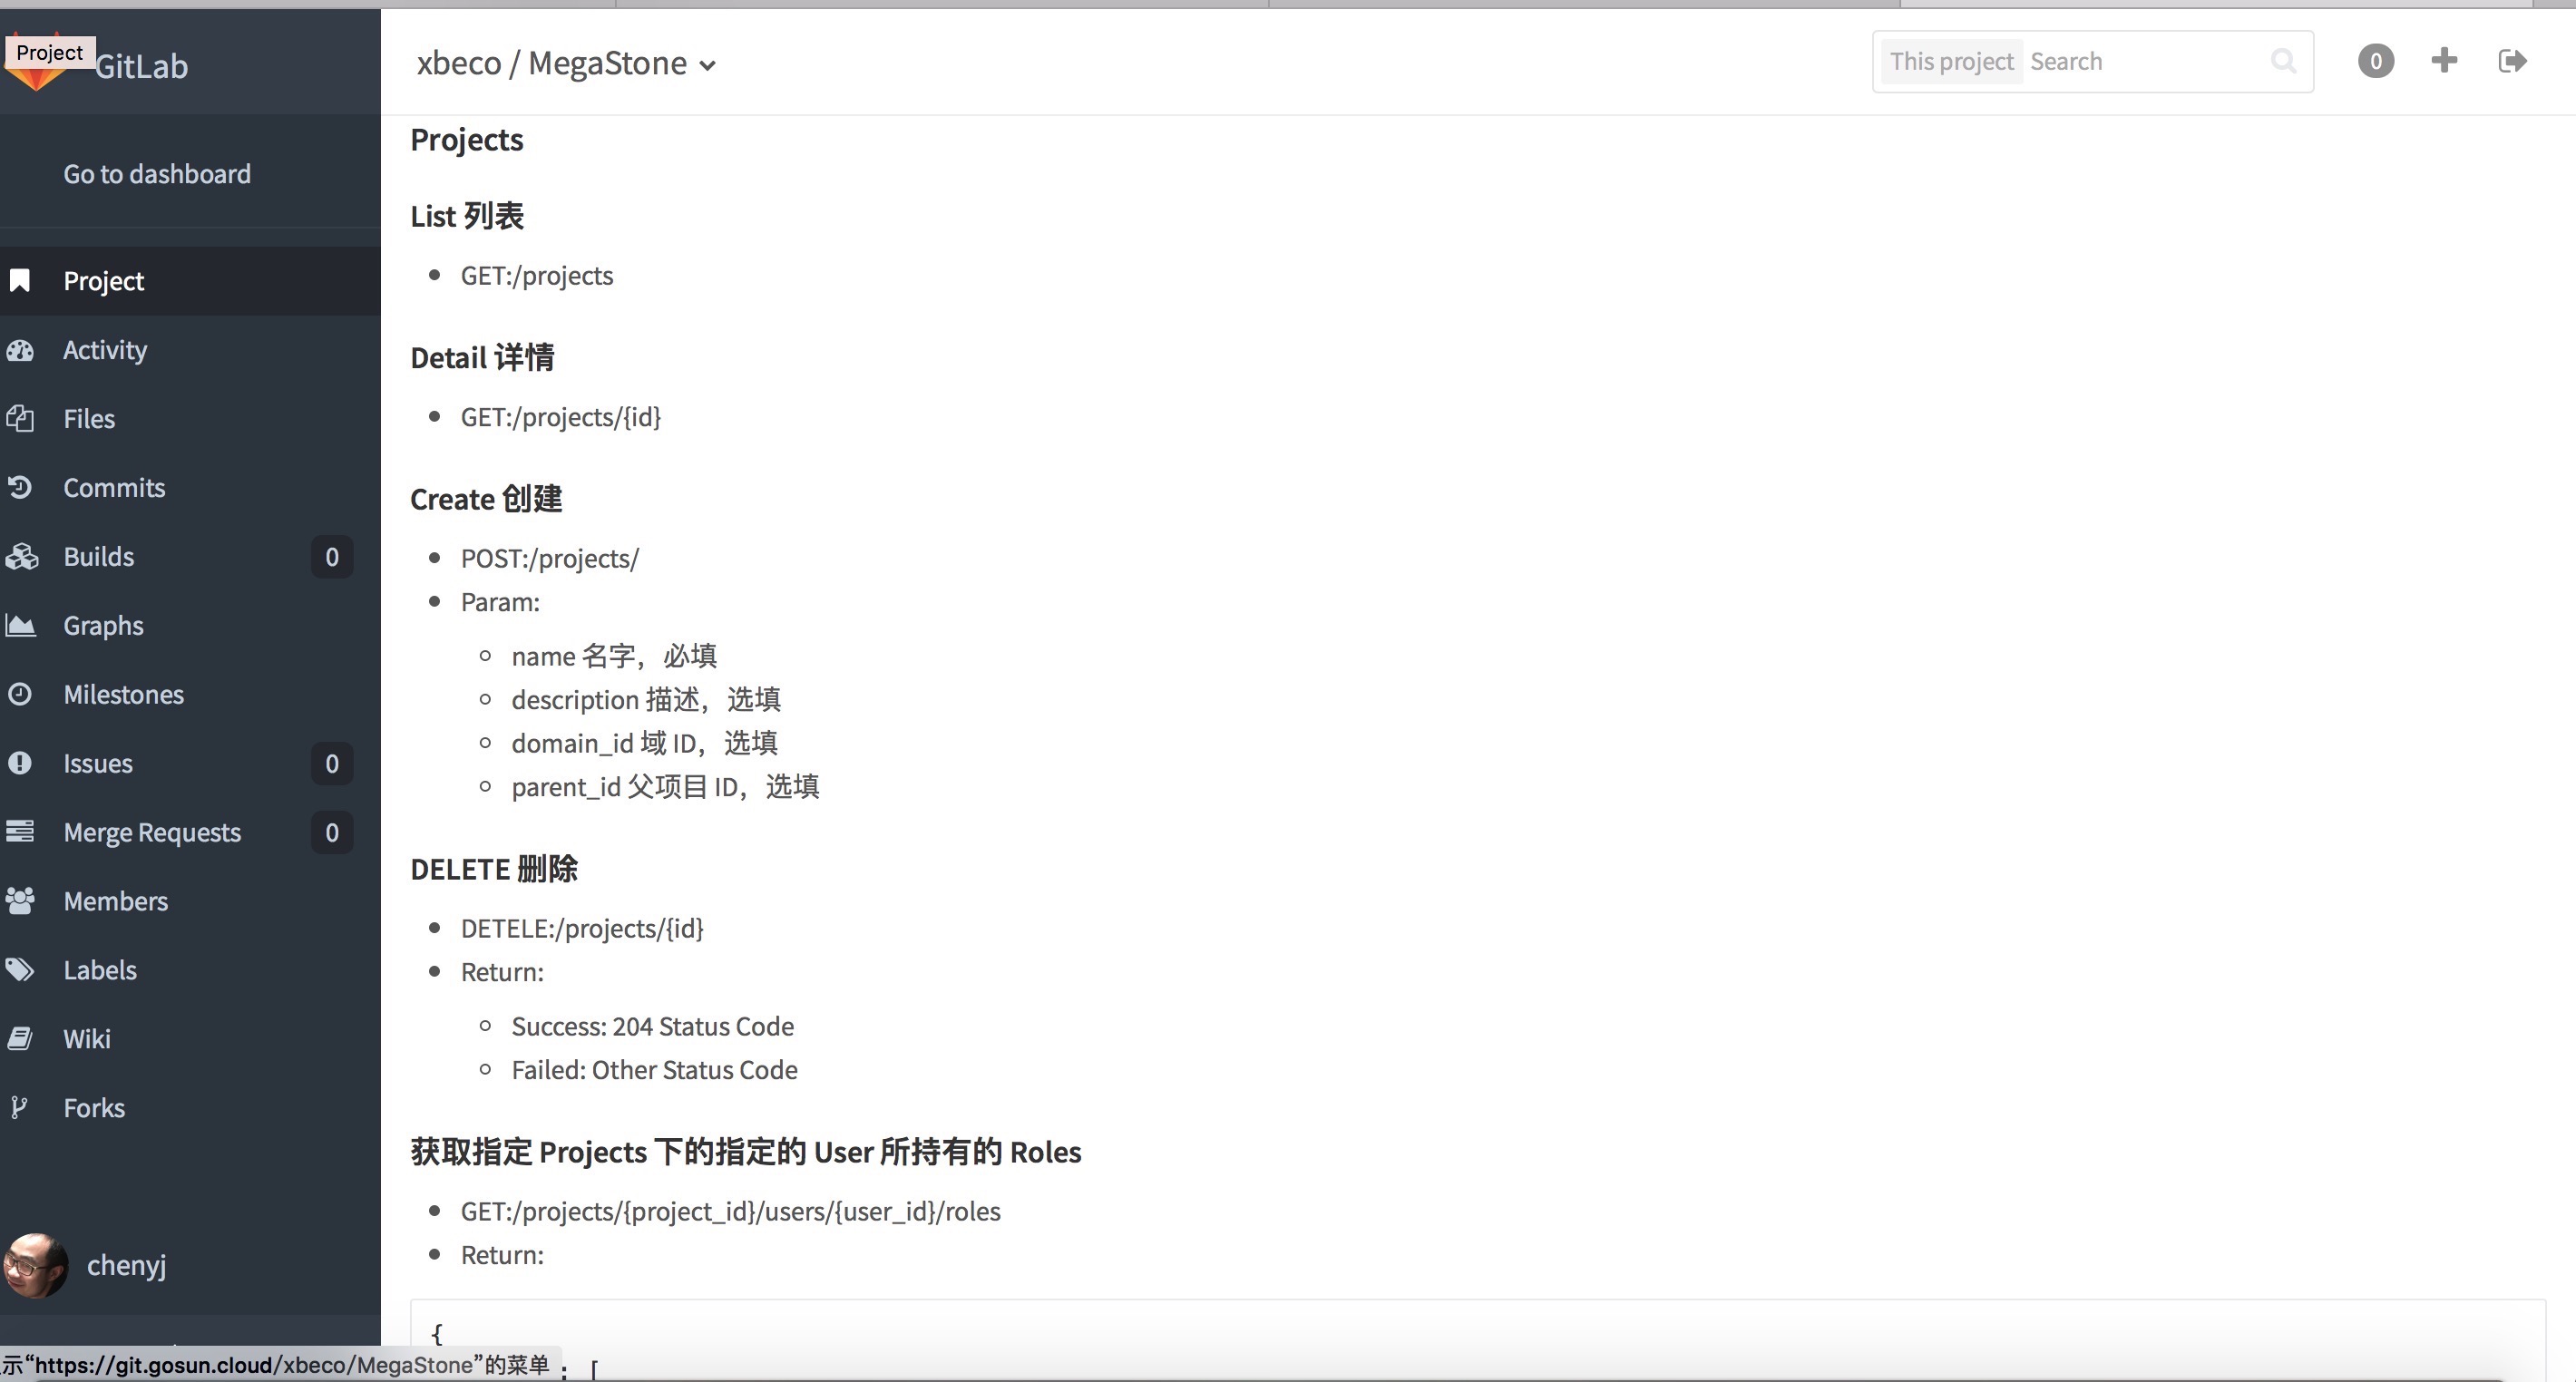 Project
GitLab
xbeco / MegaStone
This project Search
0
Go to dashboard
Project
Activity
Files
Commits
Builds 0
Graphs
Milestones
Issues 0
Merge Requests 0
Members
Labels
Wiki
Forks
chenyj
Projects
List 列表
GET:/projects
Detail 详情
GET:/projects/{id}
Create 创建
POST:/projects/
Param:
name 名字，必填
description 描述，选填
domain_id 域 ID，选填
parent_id 父项目 ID，选填
DELETE 删除
DETELE:/projects/{id}
Return:
Success: 204 Status Code
Failed: Other Status Code
获取指定 Projects 下的指定的 User 所持有的 Roles
GET:/projects/{project_id}/users/{user_id}/roles
Return:
{
: [
示“https://git.gosun.cloud/xbeco/MegaStone”的菜单